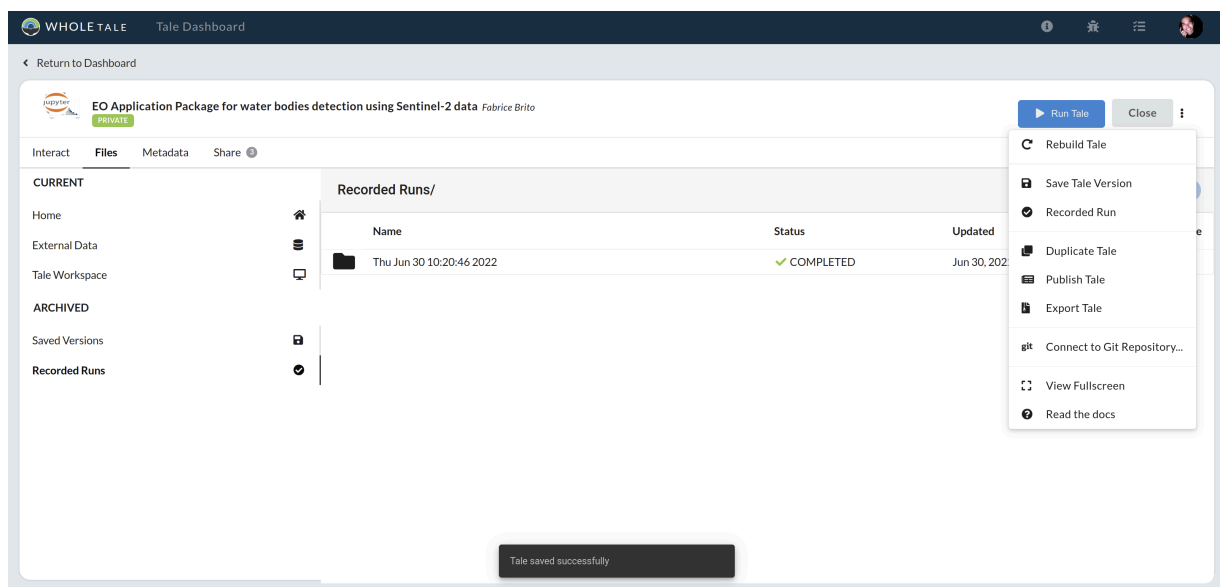 WHOLE TALE Tale Dashboard
Return to Dashboard
jupyter
EO Application Package for water bodies detection using Sentinel-2 data Fabrice Brito
PRIVATE
Run Tale Close
Interact Files Metadata Share 3
Rebuild Tale
CURRENT
Save Tale Version
Recorded Runs/
Home
Recorded Run
Name Status Updated e
External Data
Duplicate Tale
Thu Jun 30 10:20:46 2022 COMPLETED Jun 30, 202
Tale Workspace
Publish Tale
ARCHIVED
Export Tale
Saved Versions
git Connect to Git Repository...
Recorded Runs
View Fullscreen
Read the docs
Tale saved successfully